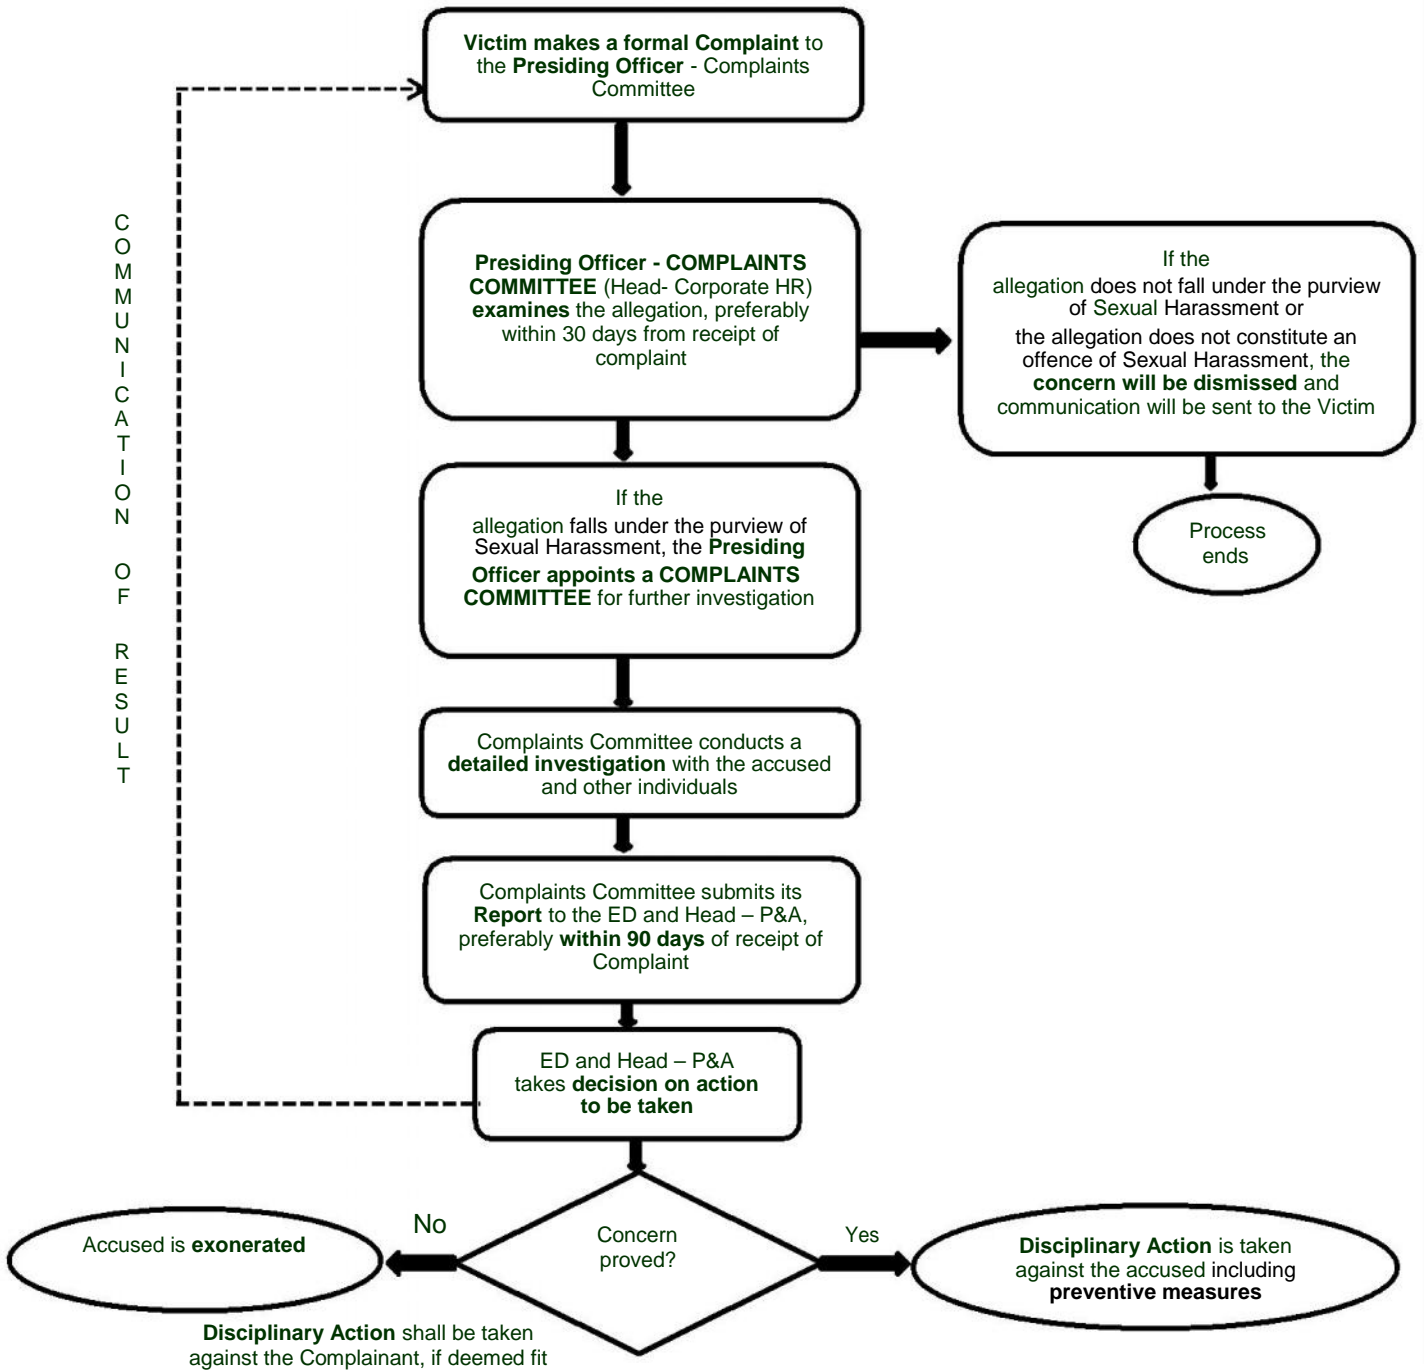 Victim makes a formal Complaint to
the Presiding Officer - Complaints
Committee
Presiding Officer - COMPLAINTS
COMMITTEE (Head- Corporate HR)
examines the allegation, preferably
within 30 days from receipt of
complaint
If the
allegation does not fall under the purview
of Sexual Harassment or
the allegation does not constitute an
offence of Sexual Harassment, the
concern will be dismissed and
communication will be sent to the Victim
Process
ends
If the
allegation falls under the purview of
Sexual Harassment, the Presiding
Officer appoints a COMPLAINTS
COMMITTEE for further investigation
COMMUNICATION OF RESULT
Complaints Committee conducts a
detailed investigation with the accused
and other individuals
Complaints Committee submits its
Report to the ED and Head – P&A,
preferably within 90 days of receipt of
Complaint
ED and Head – P&A
takes decision on action
to be taken
Concern
proved?
No
Accused is exonerated
Disciplinary Action shall be taken
against the Complainant, if deemed fit
Yes
Disciplinary Action is taken
against the accused including
preventive measures